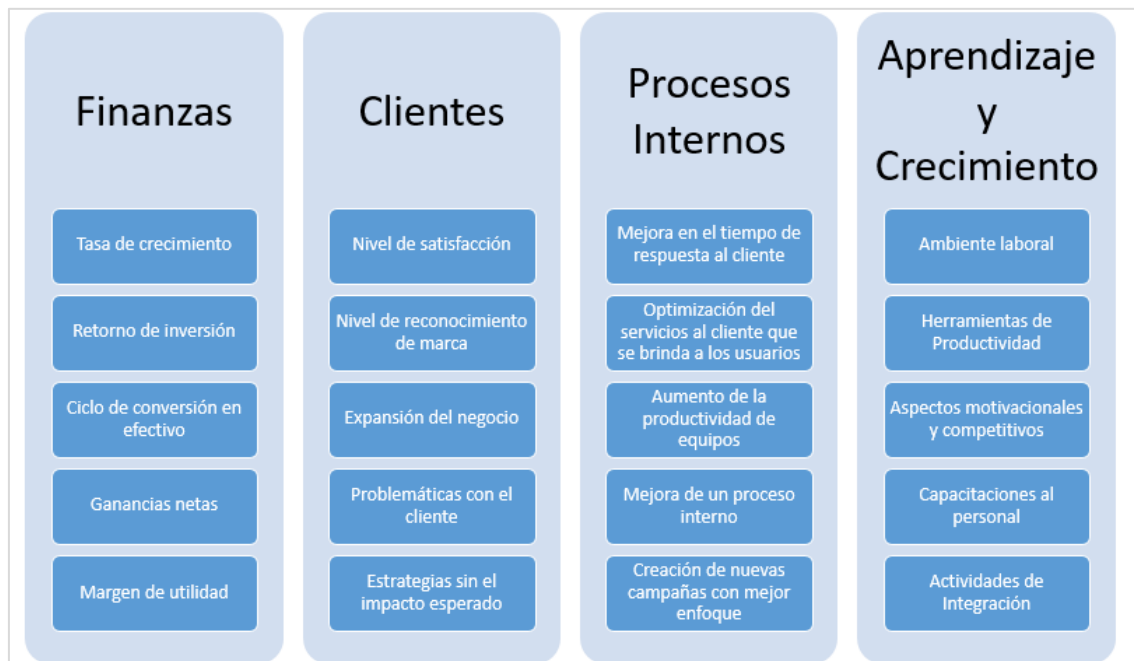 Finanzas
Tasa de crecimiento
Retorno de inversión
Ciclo de conversión en
efectivo
Ganancias netas
Margen de utilidad
Clientes
Nivel de satisfacción
Nivel de reconocimiento
de marca
Expansión del negocio
Problemáticas con el
cliente
Estrategias sin el
impacto esperado
Procesos
Internos
Mejora en el tiempo de
respuesta al cliente
Optimización del
servicios al cliente que
se brinda a los usuarios
Aumento de la
productividad de
equipos
Mejora de un proceso
interno
Creación de nuevas
campañas con mejor
enfoque
Aprendizaje
y
Crecimiento
Ambiente laboral
Herramientas de
Productividad
Aspectos motivacionales
y competitivos
Capacitaciones al
personal
Actividades de
Integración